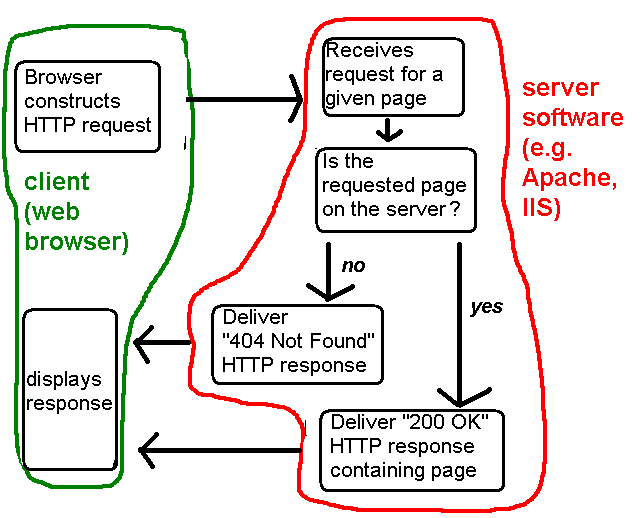 Browser
constructs
HTTP request
client
(web
browser)
displays
response
Receives
request for a
given page
Is the
requested page
on the server?
no
yes
Deliver
"404 Not Found"
HTTP response
Deliver "200 OK"
HTTP response
containing page
server
software
(e.g.
Apache,
IIS)